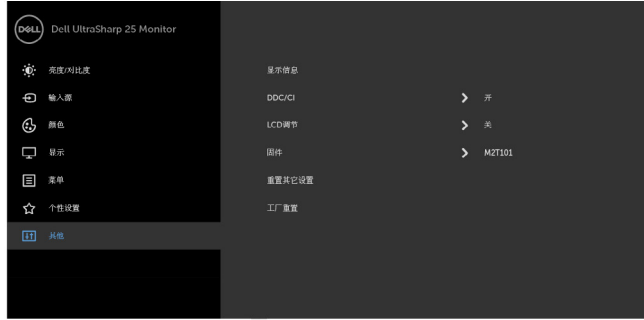 DELL Dell UltraSharp 25 Monitor
亮度/对比度 显示信息
输入源 DDC/CI 开
颜色 LCD调节 关
显示 固件 M2T101
菜单 重置其它设置
个性设置 工厂重置
其他